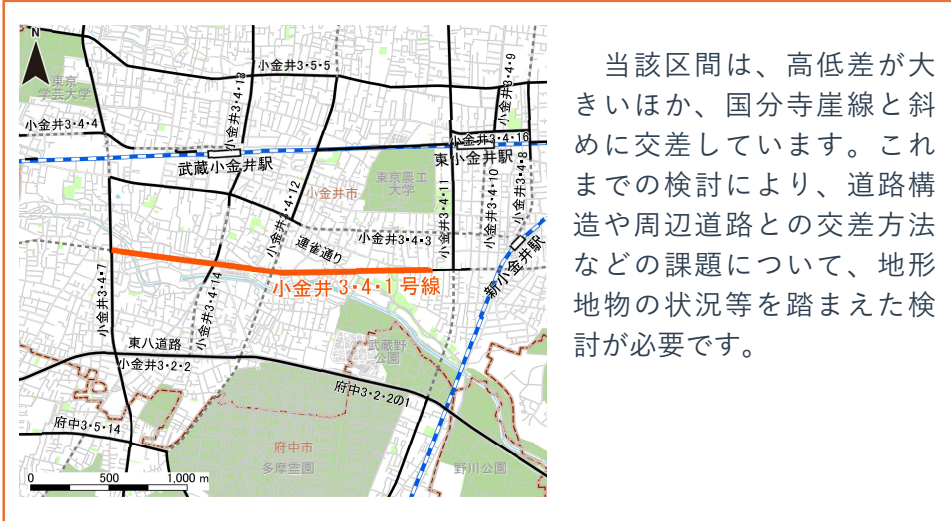 N
小金井3・4・9
小金井3・5・5
小金井3・4・13
東京
学芸大学
小金井3・4・4
小金井3・4・16
武蔵小金井駅
東小金井駅
小金井3・4・8
小金井3・4・12
小金井市
東京農工
大学
小金井3・4・11
小金井3・4・10
小金井3・4・3
連雀通り
新小金井駅
小金井3・4・7
小金井3・4・14
小金井3・4・1号線
東八道路
小金井3・2・2
武蔵野
公園
府中3・2・2の1
府中3・5・14
府中市
多摩霊園
野川公園
0 500 1,000 m
当該区間は、高低差が大
きいほか、国分寺崖線と斜
めに交差しています。これ
までの検討により、道路構
造や周辺道路との交差方法
などの課題について、地形
地物の状況等を踏まえた検
討が必要です。